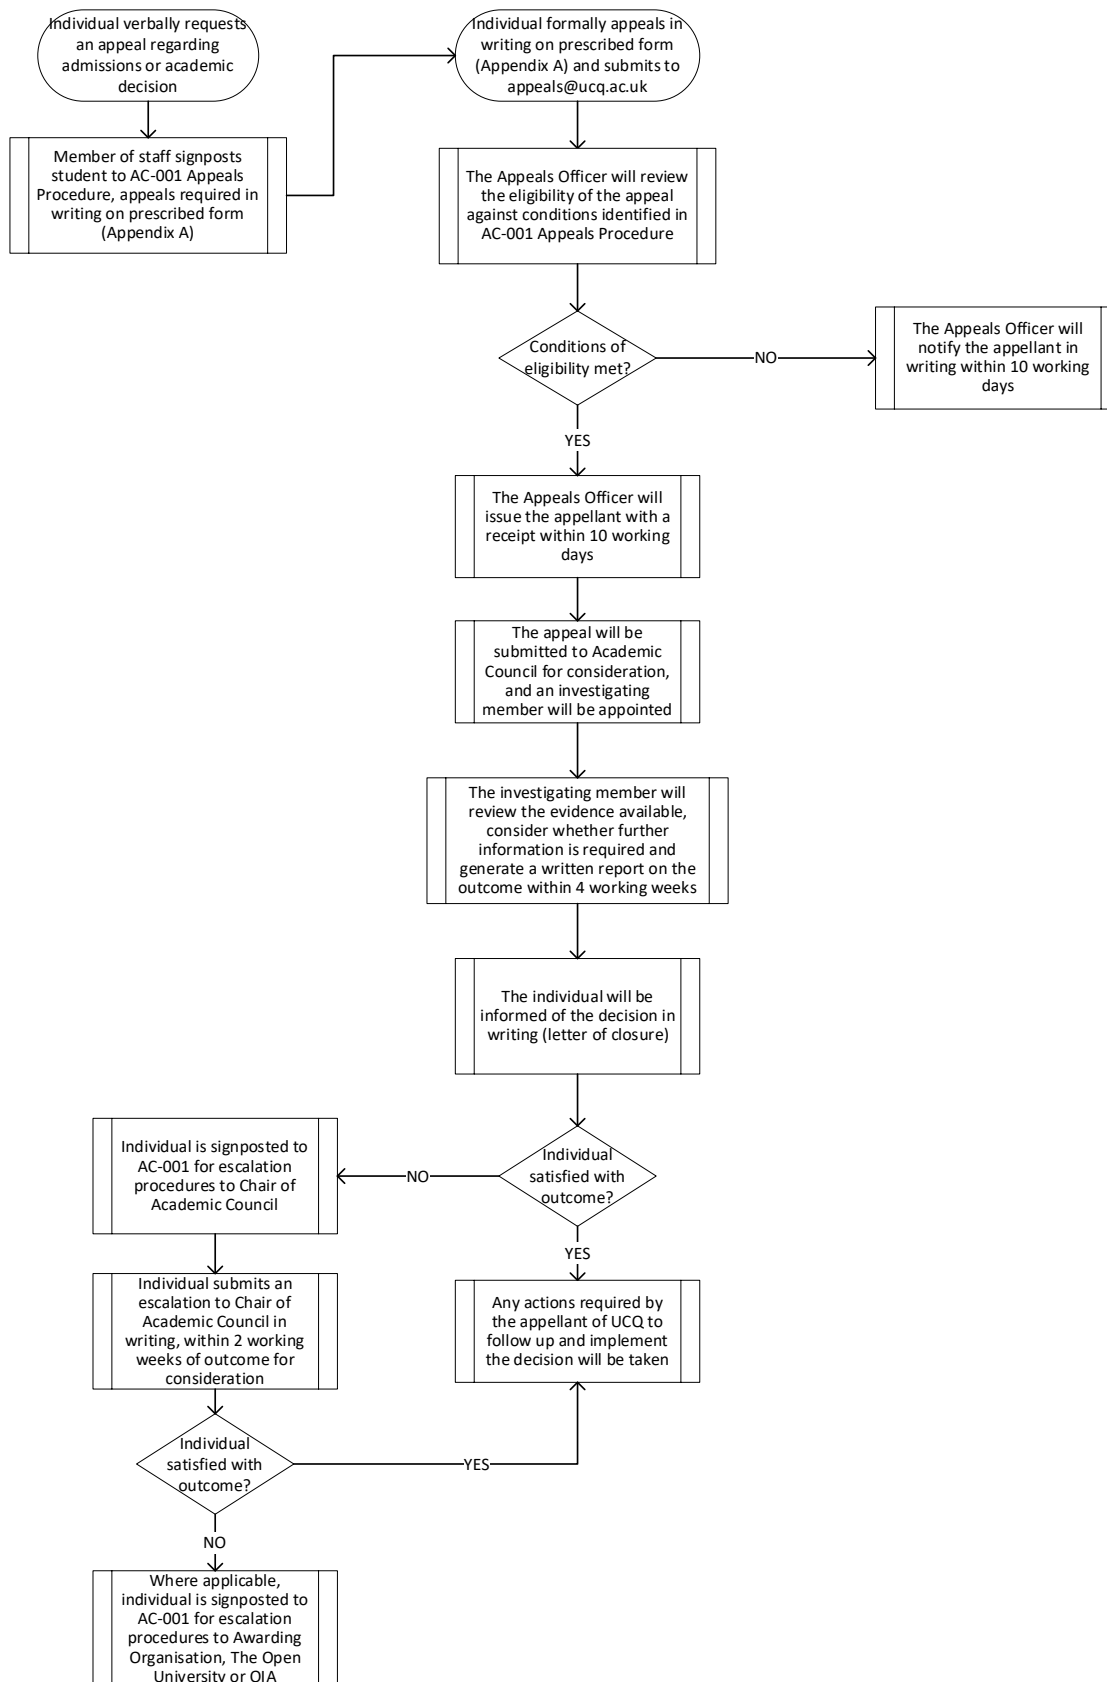 Individual verbally requests
an appeal regarding
admissions or academic
decision
Individual formally appeals in
writing on prescribed form
(Appendix A) and submits to
appeals@ucq.ac.uk
Member of staff signposts
student to AC-001 Appeals
Procedure, appeals required in
writing on prescribed form
(Appendix A)
The Appeals Officer will review
the eligibility of the appeal
against conditions identified in
AC-001 Appeals Procedure
Conditions of
eligibility met?
NO
The Appeals Officer will
notify the appellant in
writing within 10 working
days
YES
The Appeals Officer will
issue the appellant with a
receipt within 10 working
days
The appeal will be
submitted to Academic
Council for consideration,
and an investigating
member will be appointed
The investigating member will
review the evidence available,
consider whether further
information is required and
generate a written report on the
outcome within 4 working weeks
The individual will be
informed of the decision in
writing (letter of closure)
Individual
satisfied with
outcome?
NO
Individual is signposted to
AC-001 for escalation
procedures to Chair of
Academic Council
YES
Individual submits an
escalation to Chair of
Academic Council in
writing, within 2 working
weeks of outcome for
consideration
Any actions required by
the appellant of UCQ to
follow up and implement
the decision will be taken
Individual
satisfied with
outcome?
YES
NO
Where applicable,
individual is signposted to
AC-001 for escalation
procedures to Awarding
Organisation, The Open
University or OIA